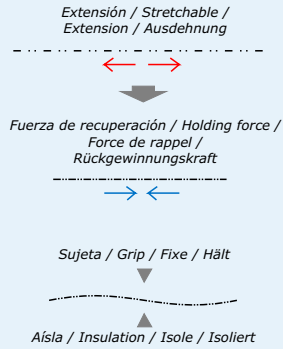 Extensión / Stretchable /
Extension / Ausdehnung
Fuerza de recuperación / Holding force /
Force de rappel /
Rückgewinnungskraft
Sujeta / Grip / Fixe / Hält
Aísla / Insulation / Isole / Isoliert